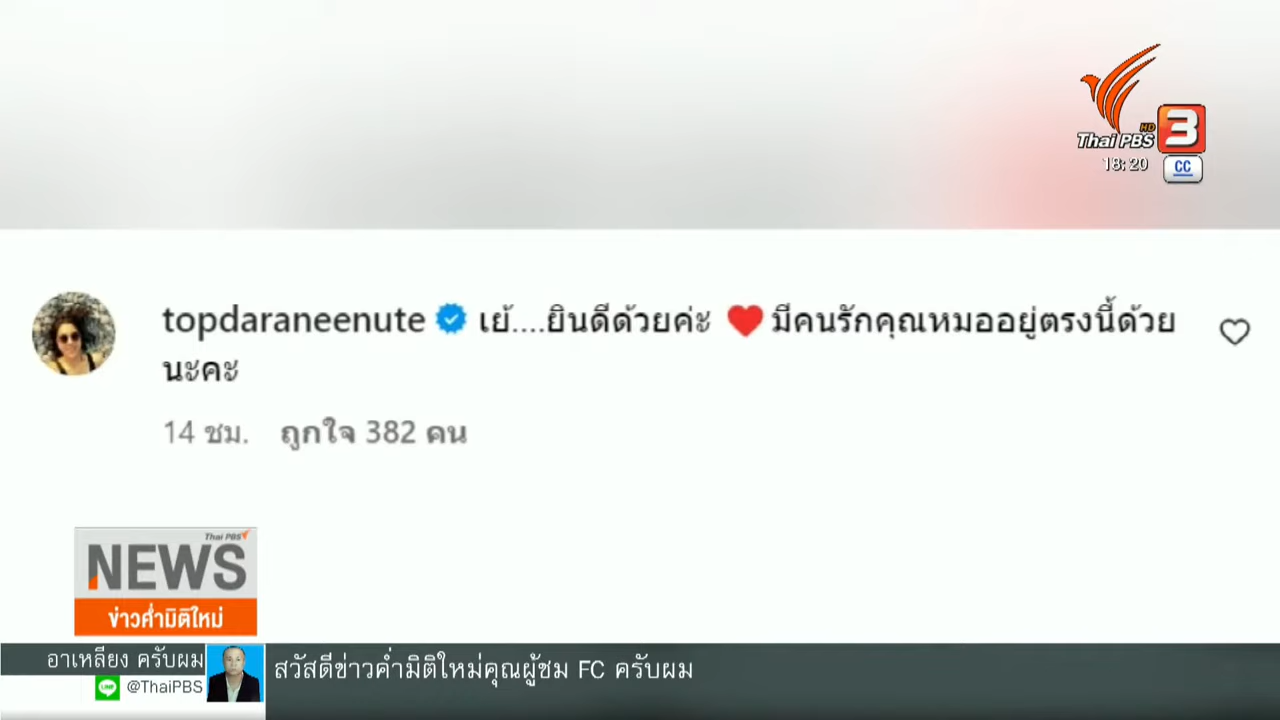 HD
Thai PBS 3
18:20 CC
topdaraneenute เย้....ยินดีด้วยค่ะ ❤️ มีคนรักคุณหมออยู่ตรงนี้ด้วย
นะคะ
14 ชม. ถูกใจ 382 คน
Thai PBS
NEWS
ข่าวค่ำมิติใหม่
อาเหลียง ครับผม
LINE @ThaiPBS
สวัสดีข่าวค่ำมิติใหม่คุณผู้ชม FC ครับผม